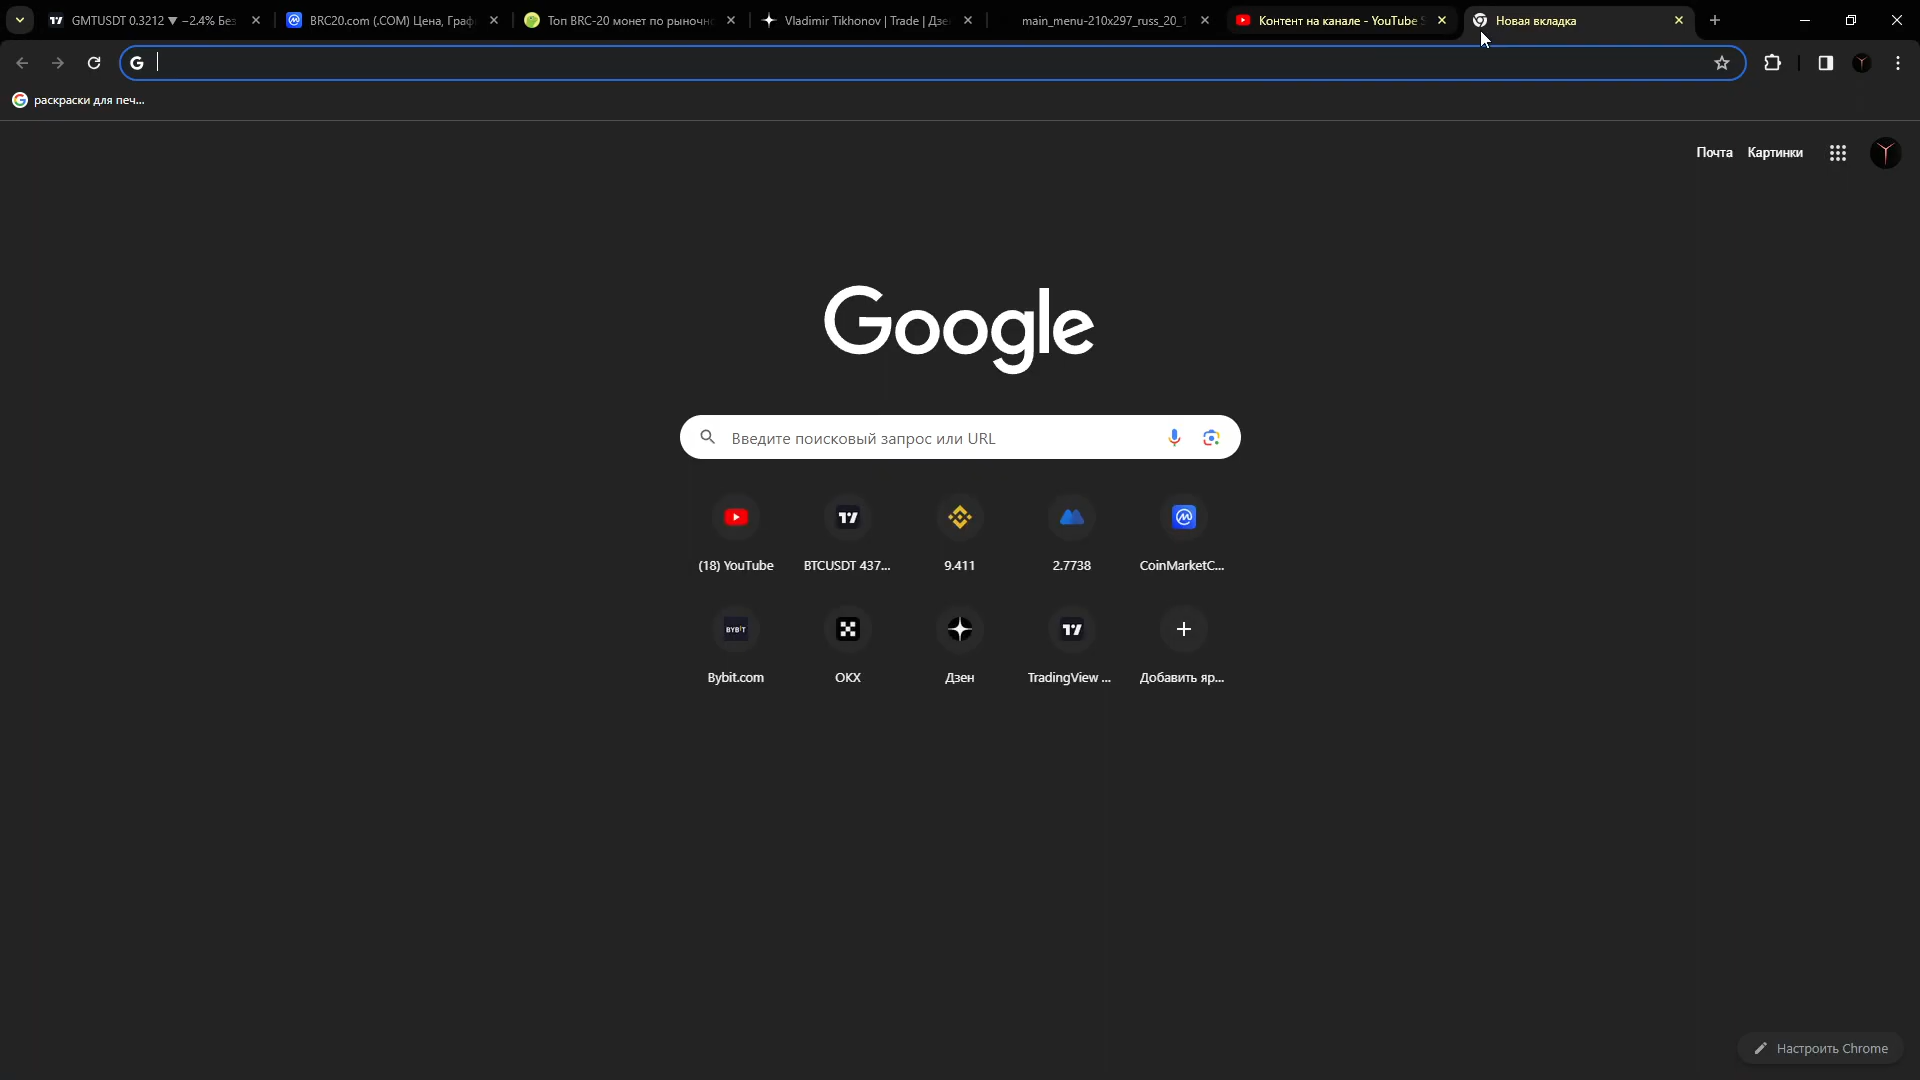 GMTUSDT 0.3212 ▼ −2.4% Без
BRC20.com (.COM) Цена, Граф
Топ BRC-20 монет по рыночн
Vladimir Tikhonov | Trade | Дзе
main_menu-210x297_russ_20_1
Контент на канале - YouTube S
Новая вкладка
раскраски для печ...
Почта Картинки
Google
Введите поисковый запрос или URL
(18) YouTube
BTCUSDT 437...
9.411
2.7738
CoinMarketC...
BYBIT
Bybit.com
OKX
Дзен
TradingView ...
Добавить яр...
Настроить Chrome